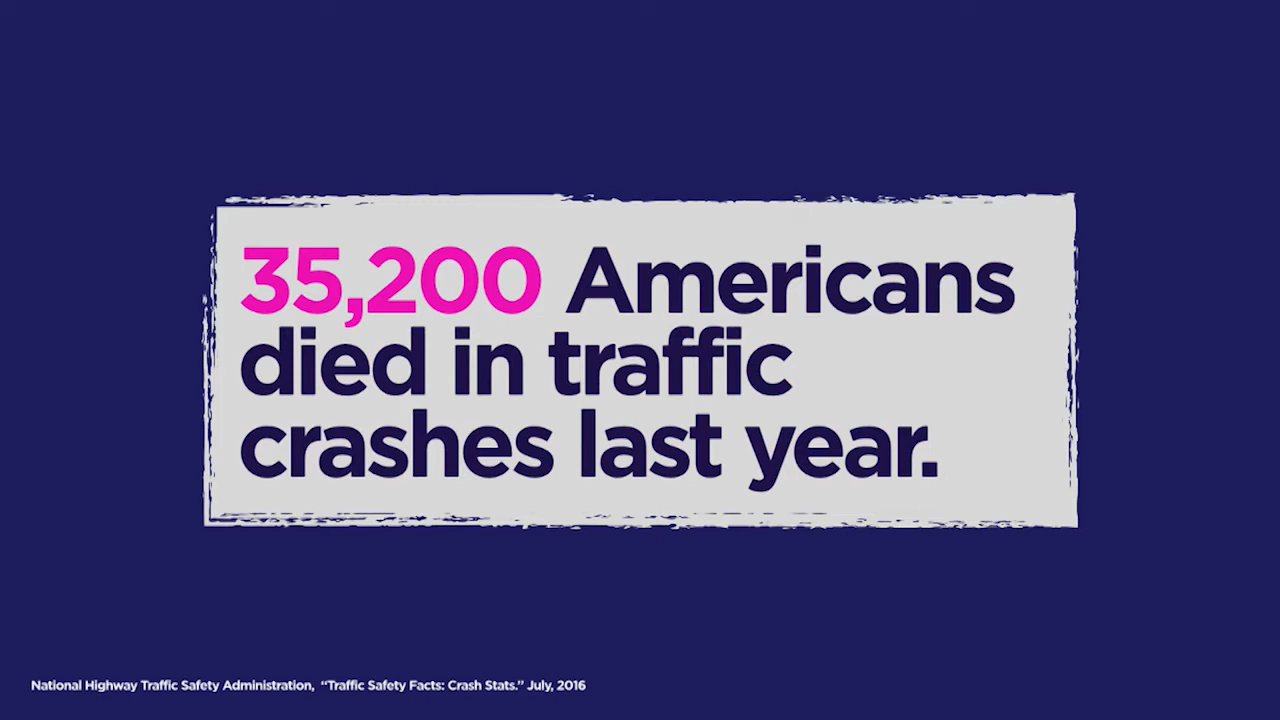 35,200 Americans
died in traffic
crashes last year.
National Highway Traffic Safety Administration, “Traffic Safety Facts: Crash Stats.” July, 2016